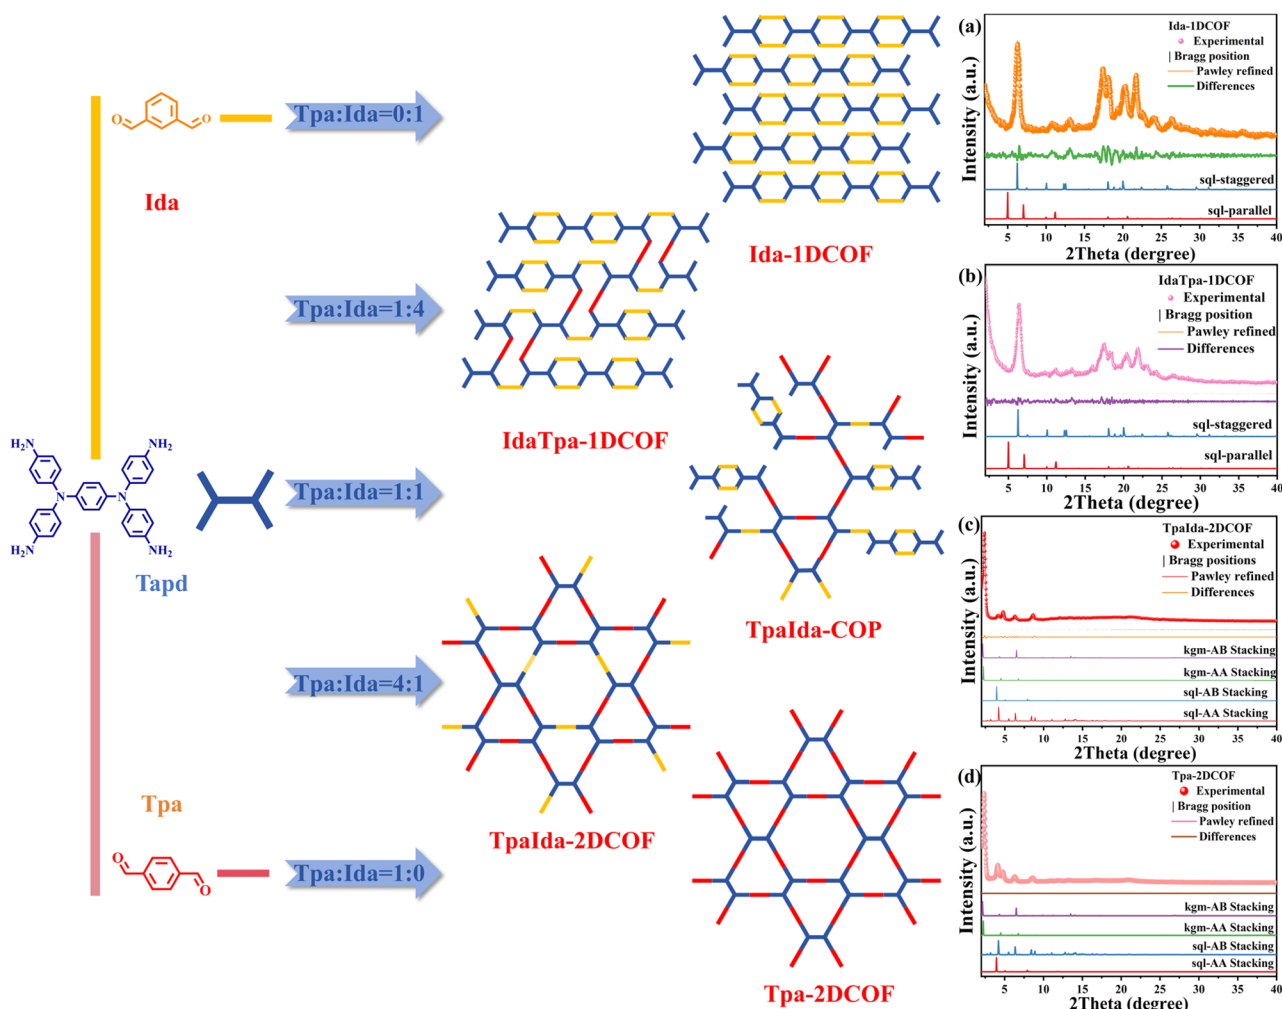 Ida
Tpa:Ida=0:1
Ida-1DCOF
Tpa:Ida=1:4
IdaTpa-1DCOF
NH₂
NH₂
N
N
H₂N
NH₂
Tapd
Tpa:Ida=1:1
TpaIda-COP
Tpa:Ida=4:1
TpaIda-2DCOF
Tpa
O
O
Tpa:Ida=1:0
Tpa-2DCOF
O
O
(a)
Ida-1DCOF
Experimental
| Bragg position
Pawley refined
Differences
sql-staggered
sql-parallel
Intensity (a.u.)
5 10 15 20 25 30 35 40
2Theta (dergree)
(b)
IdaTpa-1DCOF
Experimental
| Bragg position
Pawley refined
Differences
sql-staggered
sql-parallel
Intensity (a.u.)
5 10 15 20 25 30 35 40
2Theta (degree)
(c)
TpaIda-2DCOF
Experimental
| Bragg positions
Pawley refined
Differences
kgm-AB Stacking
kgm-AA Stacking
sql-AB Stacking
sql-AA Stacking
Intensity (a.u.)
5 10 15 20 25 30 35 40
2Theta (degree)
(d)
Tpa-2DCOF
Experimental
| Bragg position
Pawley refined
Differences
kgm-AB Stacking
kgm-AA Stacking
sql-AB Stacking
sql-AA Stacking
Intensity (a.u.)
5 10 15 20 25 30 35 40
2Theta (degree)